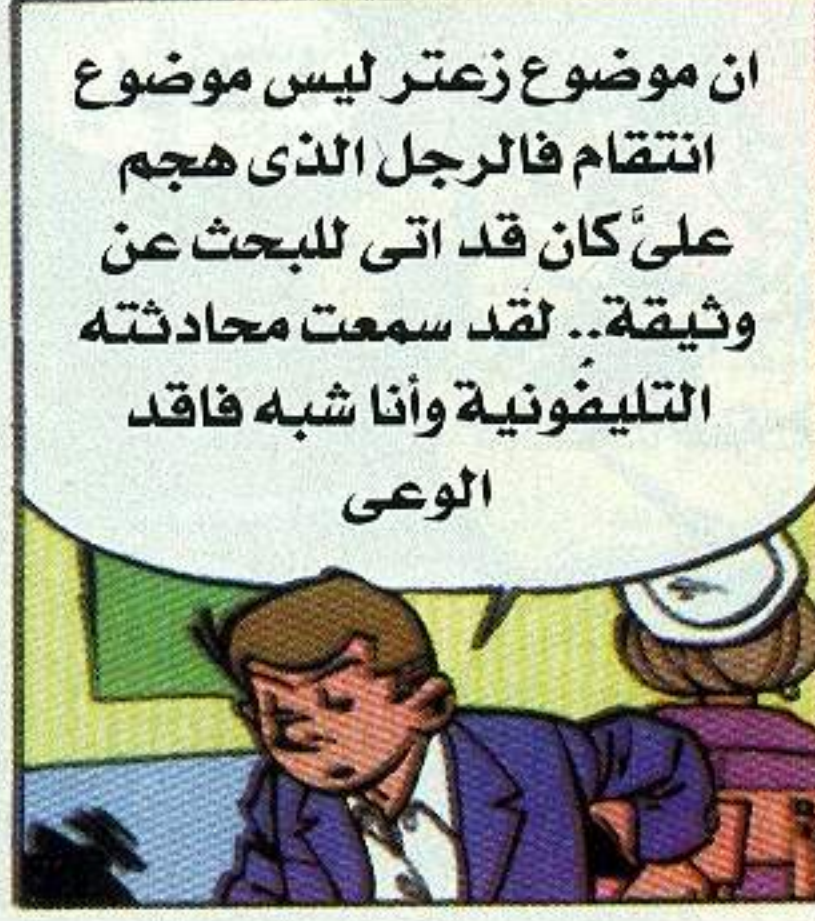 ان موضوع زعتر ليس موضوع
انتقام فالرجل الذى هجم
علىَّ كان قد اتى للبحث عن
وثيقة.. لقد سمعت محادثته
التليفونية وأنا شبه فاقد
الوعى